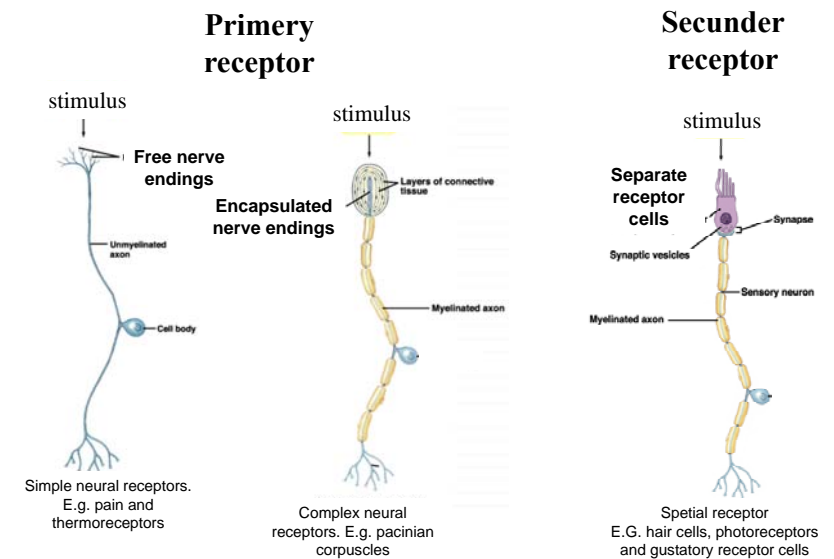 Primery
receptor
Secunder
receptor
stimulus
Free nerve
endings
Unmyelinated
axon
Cell body
Simple neural receptors.
E.g. pain and
thermoreceptors
stimulus
Layers of connective
tissue
Encapsulated
nerve endings
Myelinated axon
Complex neural
receptors. E.g. pacinian
corpuscles
stimulus
Separate
receptor
cells
Synapse
Synaptic vesicles
Sensory neuron
Myelinated axon
Spetial receptor
E.G. hair cells, photoreceptors
and gustatory receptor cells